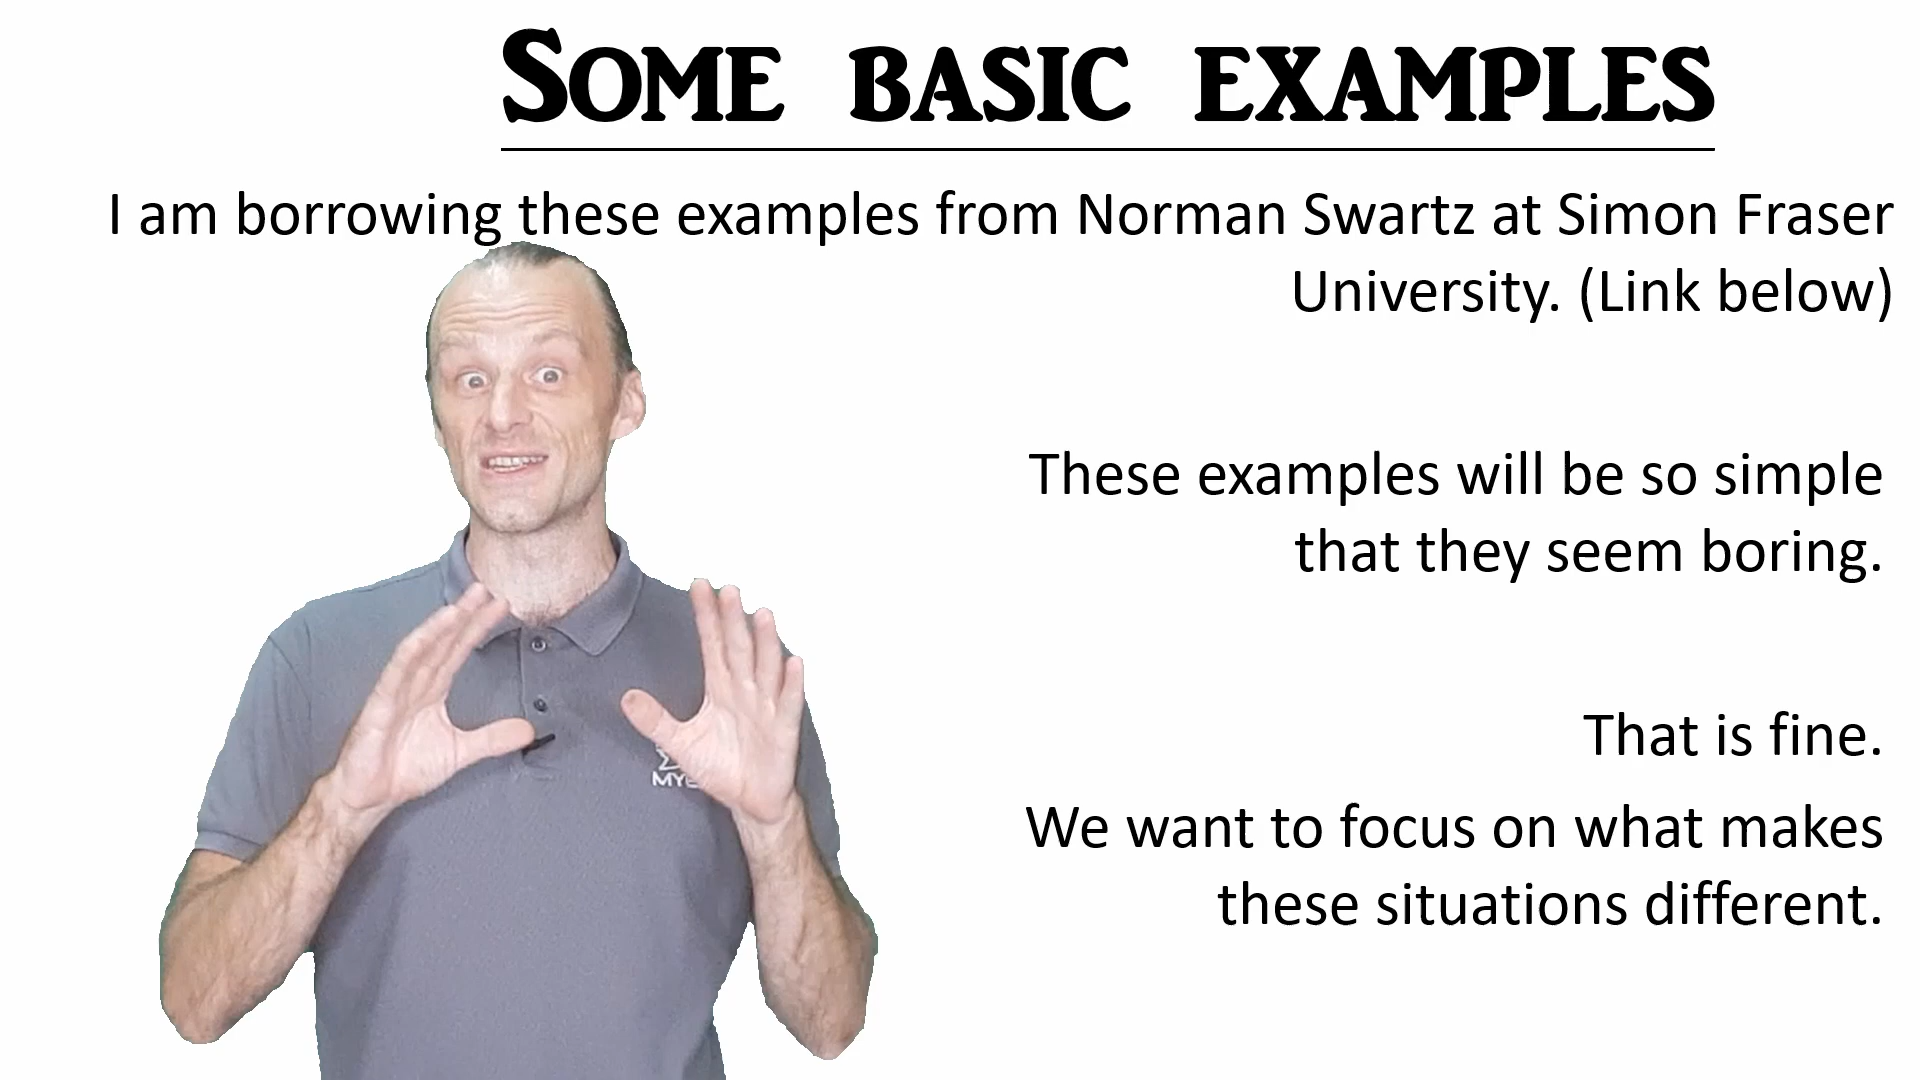 SOME BASIC EXAMPLES
I am borrowing these examples from Norman Swartz at Simon Fraser
University. (Link below)
These examples will be so simple
that they seem boring.
That is fine.
We want to focus on what makes
these situations different.